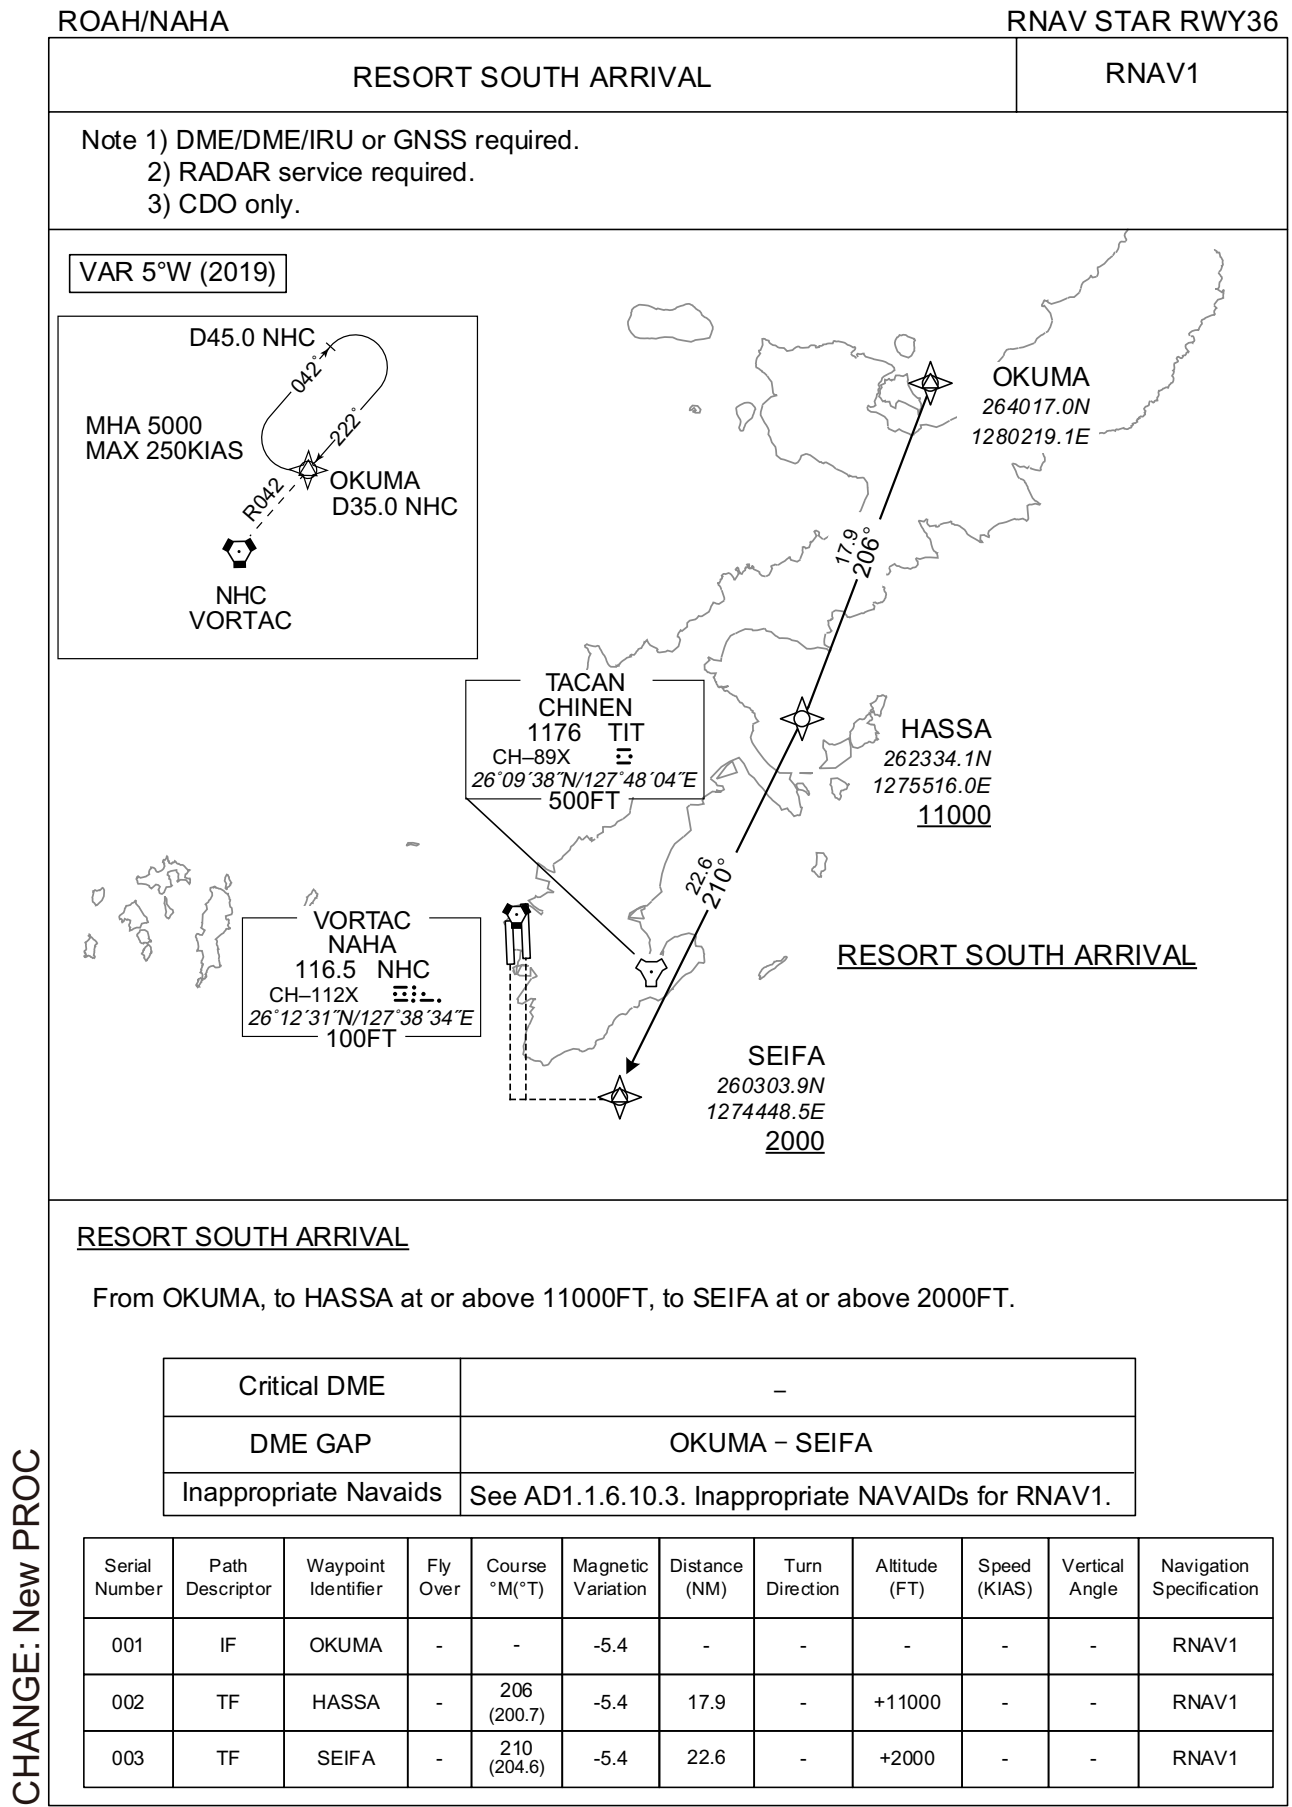 ROAH/NAHA
RNAV STAR RWY36
RESORT SOUTH ARRIVAL
RNAV1
Note 1) DME/DME/IRU or GNSS required.
2) RADAR service required.
3) CDO only.
VAR 5°W (2019)
D45.0 NHC
042°
222°
MHA 5000
MAX 250KIAS
OKUMA
D35.0 NHC
R042
NHC
VORTAC
OKUMA
264017.0N
1280219.1E
17.9
206°
TACAN
CHINEN
1176 TIT
CH–89X
26°09′38″N/127°48′04″E
500FT
HASSA
262334.1N
1275516.0E
11000
22.6
210°
VORTAC
NAHA
116.5 NHC
CH–112X
26°12′31″N/127°38′34″E
100FT
RESORT SOUTH ARRIVAL
SEIFA
260303.9N
1274448.5E
2000
RESORT SOUTH ARRIVAL
From OKUMA, to HASSA at or above 11000FT, to SEIFA at or above 2000FT.
Critical DME –
DME GAP OKUMA – SEIFA
Inappropriate Navaids See AD1.1.6.10.3. Inappropriate NAVAIDs for RNAV1.
Serial Number Path Descriptor Waypoint Identifier Fly Over Course °M(°T) Magnetic Variation Distance (NM) Turn Direction Altitude (FT) Speed (KIAS) Vertical Angle Navigation Specification
001 IF OKUMA - - -5.4 - - - - - RNAV1
002 TF HASSA - 206 (200.7) -5.4 17.9 - +11000 - - RNAV1
003 TF SEIFA - 210 (204.6) -5.4 22.6 - +2000 - - RNAV1
CHANGE: New PROC